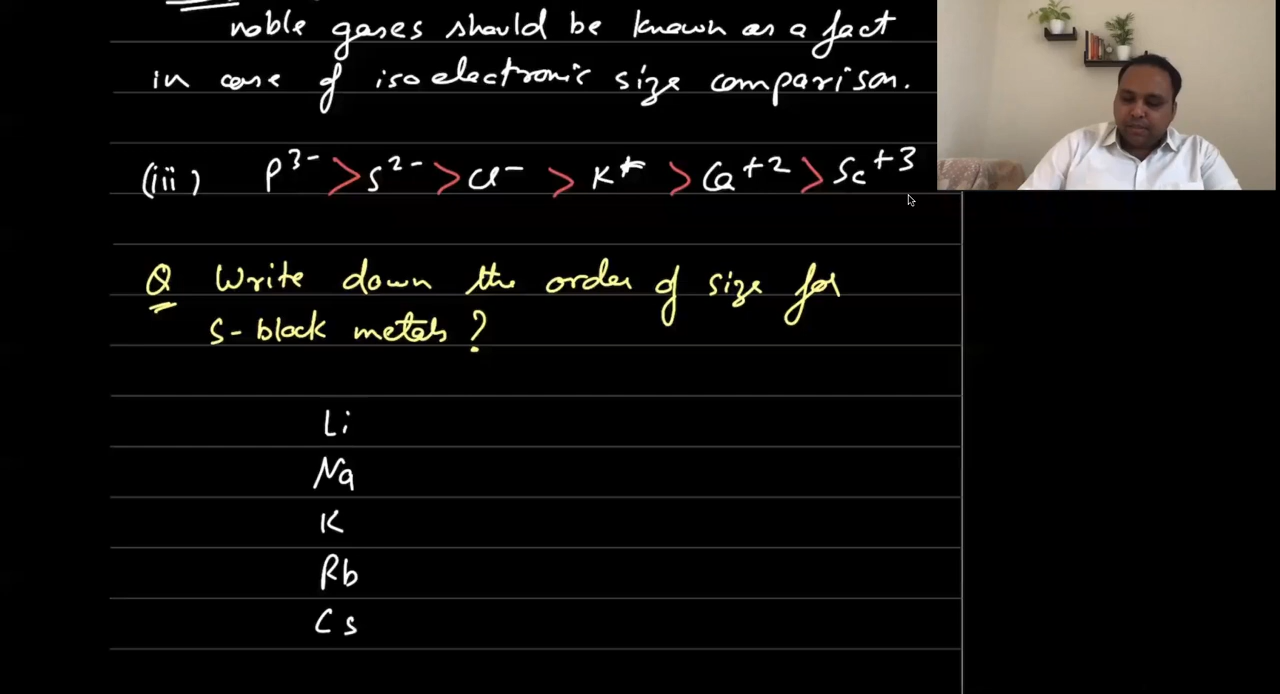 noble gases should be known as a fact
in case of isoelectronic size comparison.
(iii) P³⁻ > S²⁻ > Cl⁻ > K⁺ > Ca⁺² > Sc⁺³
Q Write down the order of size for
S-block metals ?
Li
Na
K
Rb
Cs